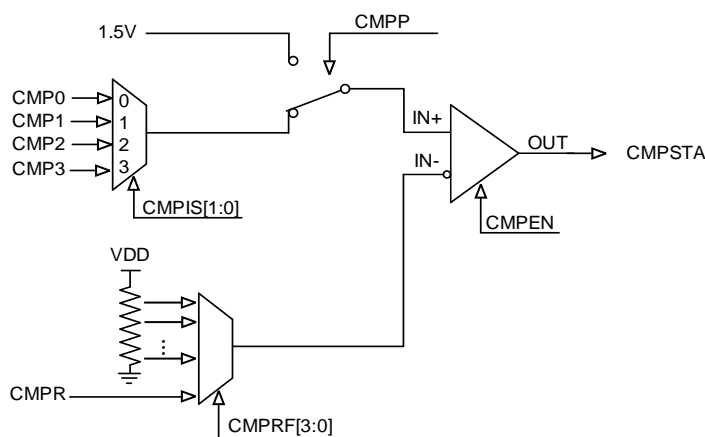 1.5V
CMPP
CMP0
CMP1
CMP2
CMP3
0
1
2
3
IN+
IN-
OUT
CMPSTA
CMPIS[1:0]
CMPEN
VDD
CMPR
CMPRF[3:0]